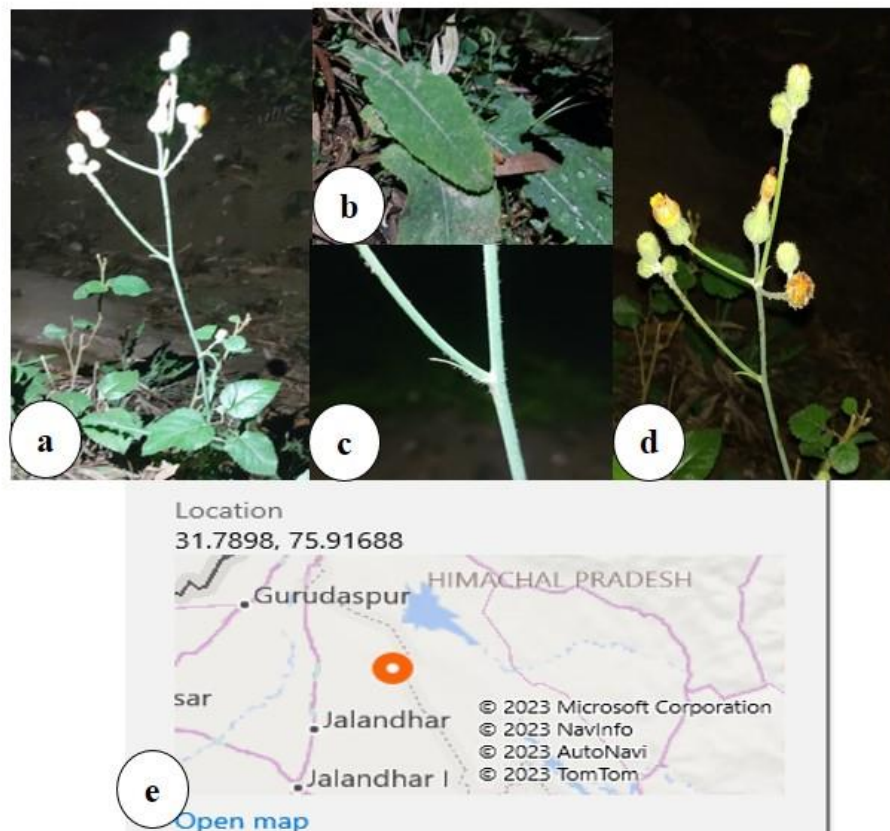 a
b
c
d
Location
31.7898, 75.91688
HIMACHAL PRADESH
Gurudaspur
sar
Jalandhar
Jalandhar I
© 2023 Microsoft Corporation
© 2023 NavInfo
© 2023 AutoNavi
© 2023 TomTom
e
Open map